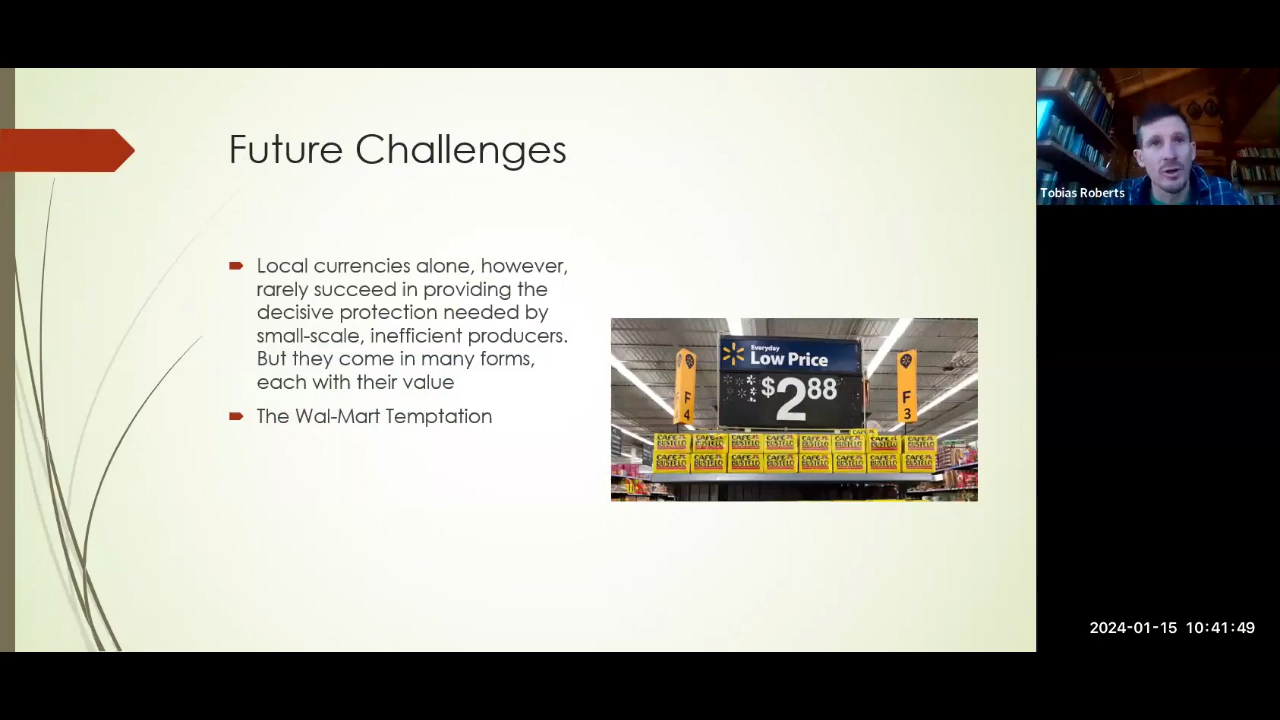 Future Challenges
Local currencies alone, however,
rarely succeed in providing the
decisive protection needed by
small-scale, inefficient producers.
But they come in many forms,
each with their value
The Wal-Mart Temptation
Everyday
Low Price
$2 88
F
4
F
3
CAFE BUSTELO
Tobias Roberts
2024-01-15 10:41:49